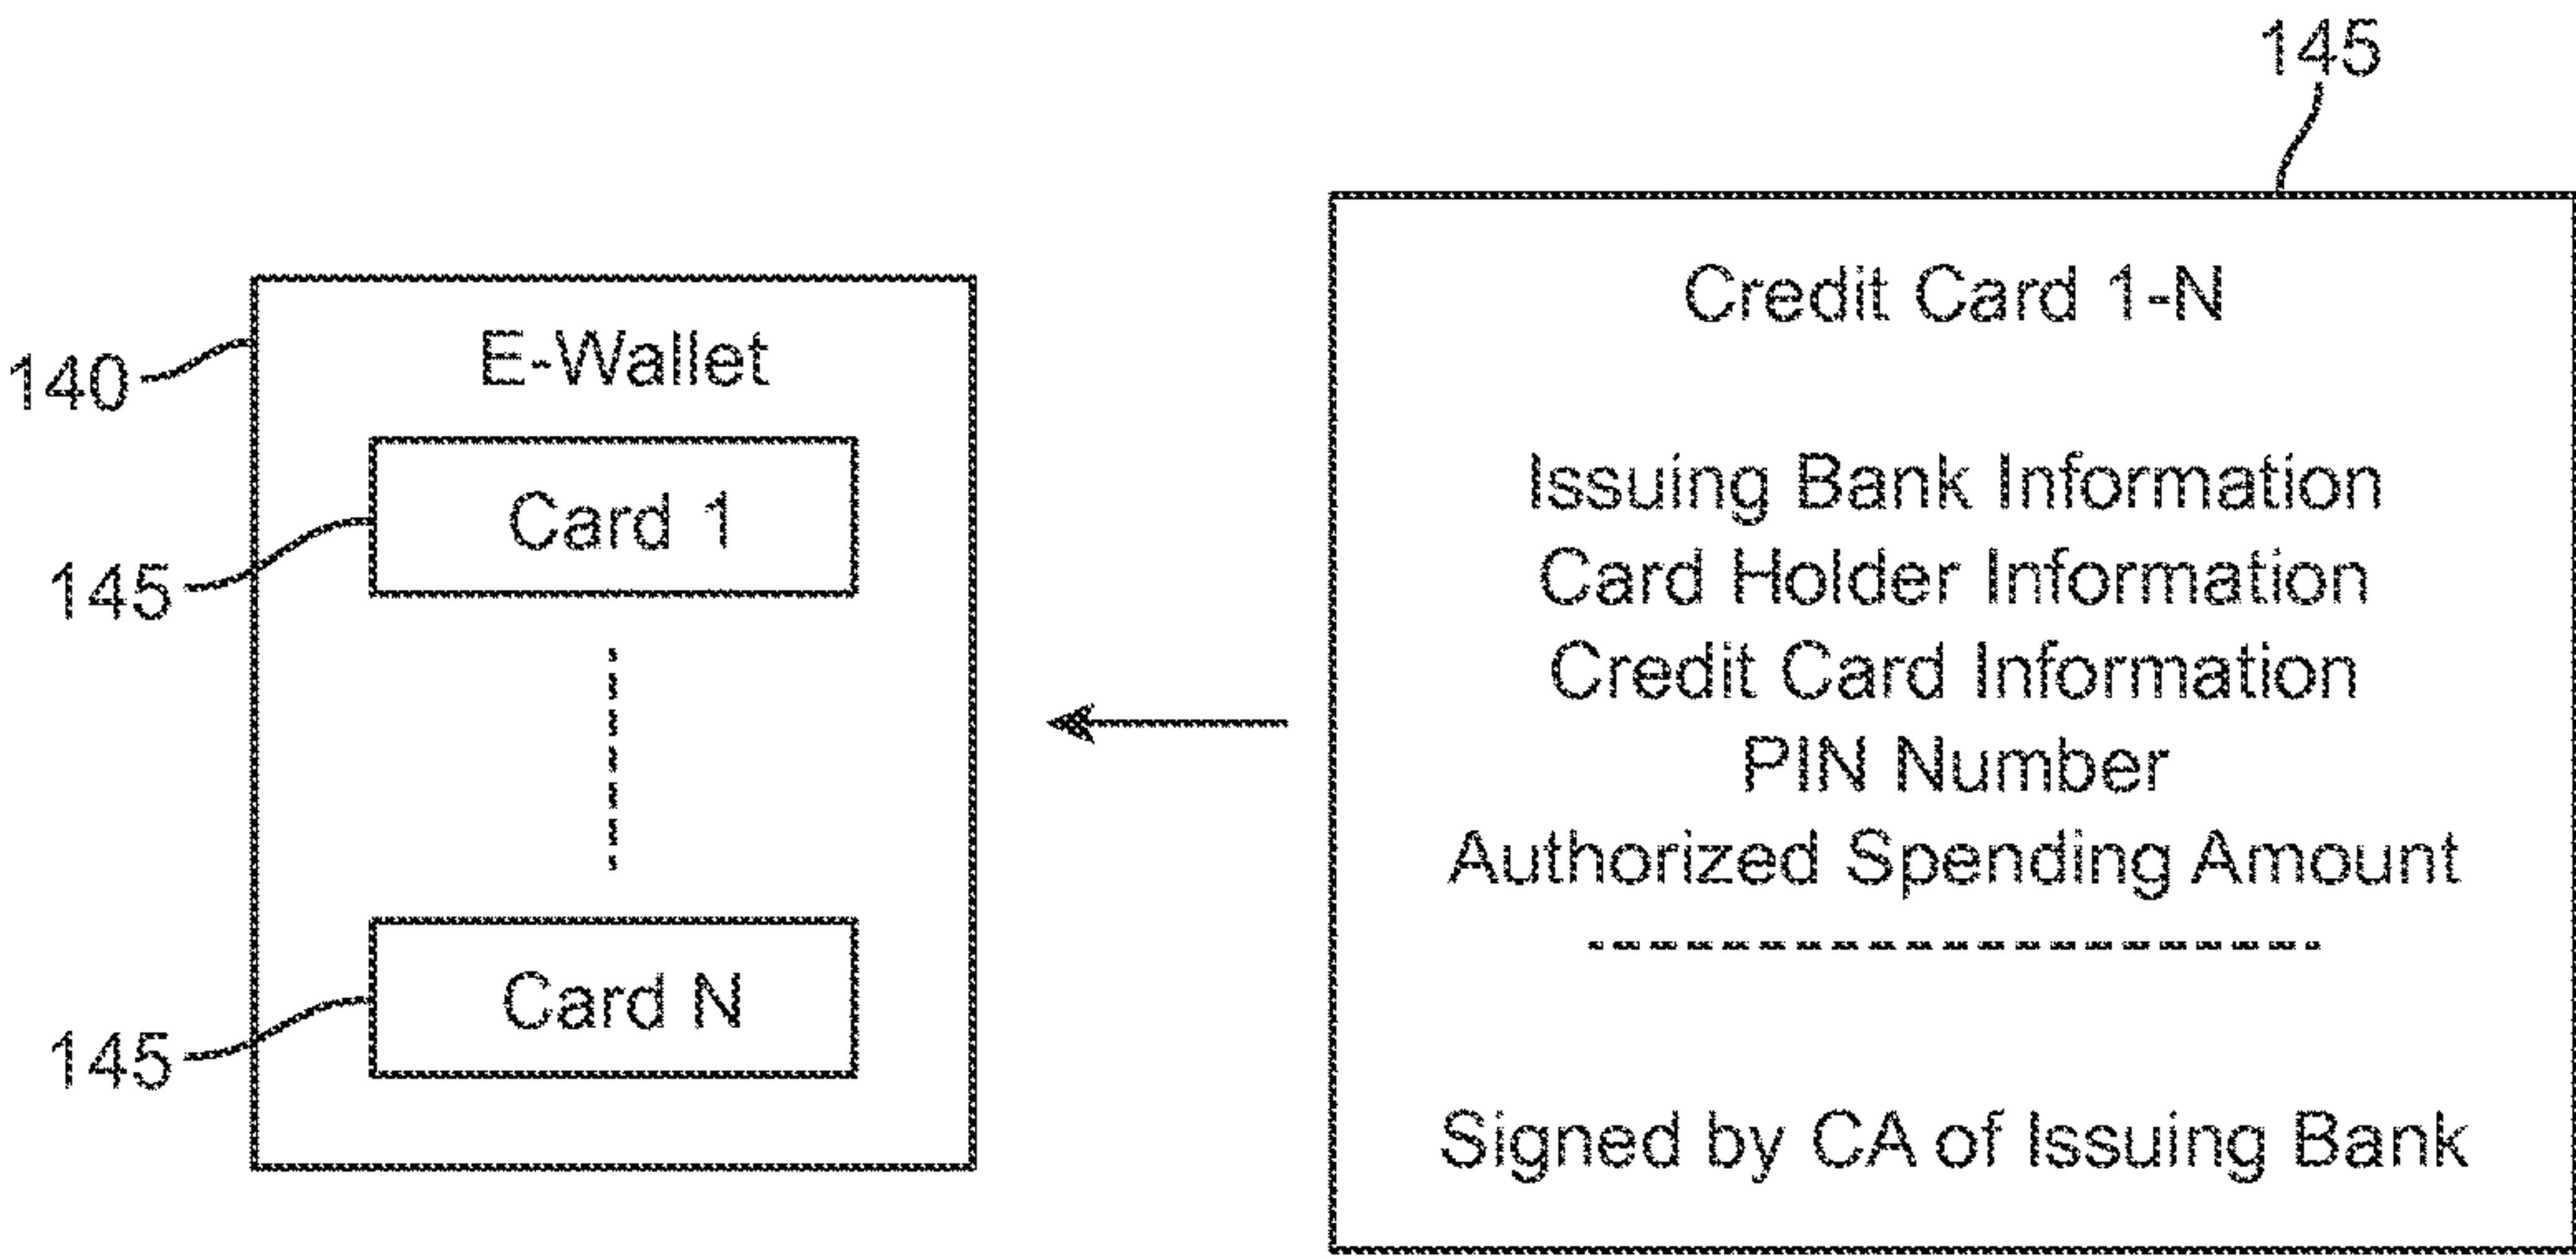 145
Credit Card 1-N
140
E-Wallet
Card 1
145
Card N
145
Issuing Bank Information
Card Holder Information
Credit Card Information
PIN Number
Authorized Spending Amount
Signed by CA of Issuing Bank